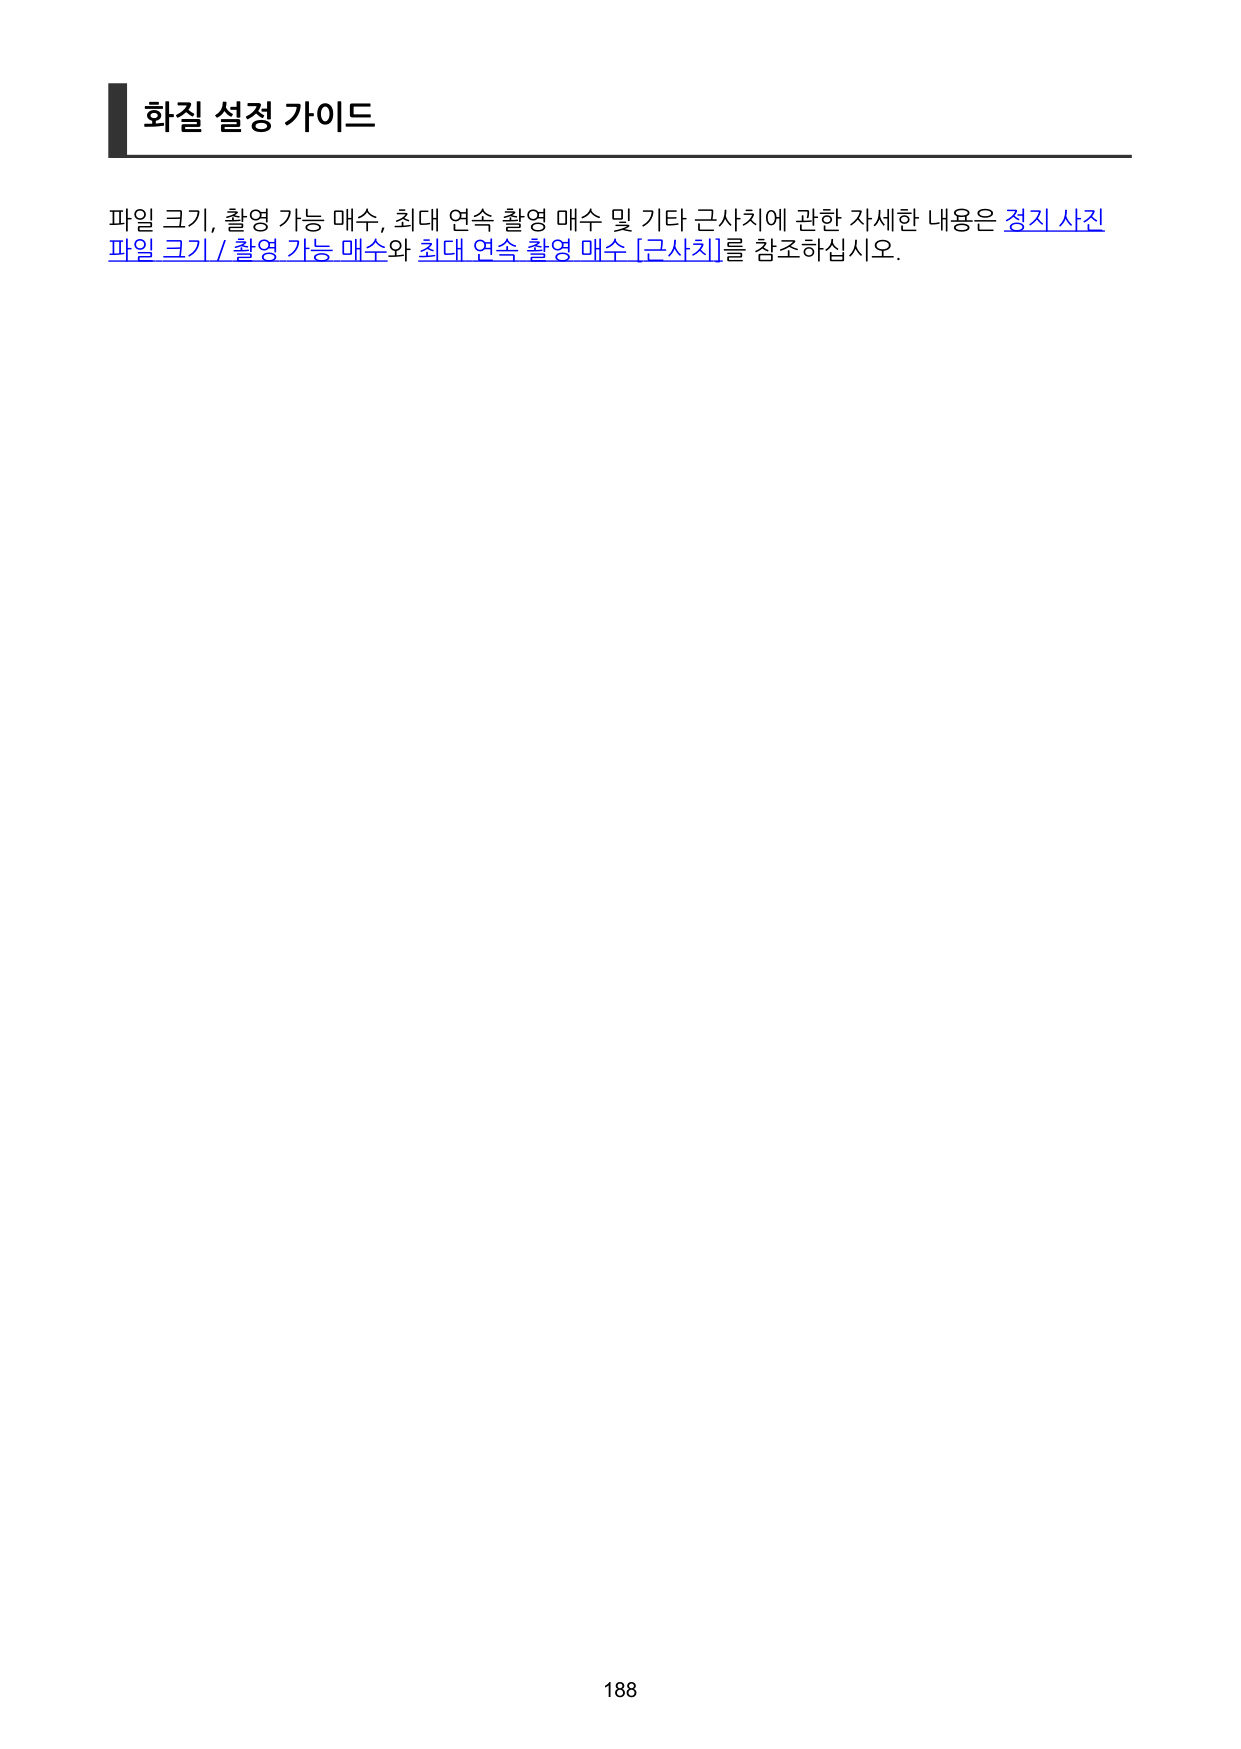 화질 설정 가이드
파일 크기, 촬영 가능 매수, 최대 연속 촬영 매수 및 기타 근사치에 관한 자세한 내용은 정지 사진
파일 크기 / 촬영 가능 매수와 최대 연속 촬영 매수 [근사치]를 참조하십시오.
188